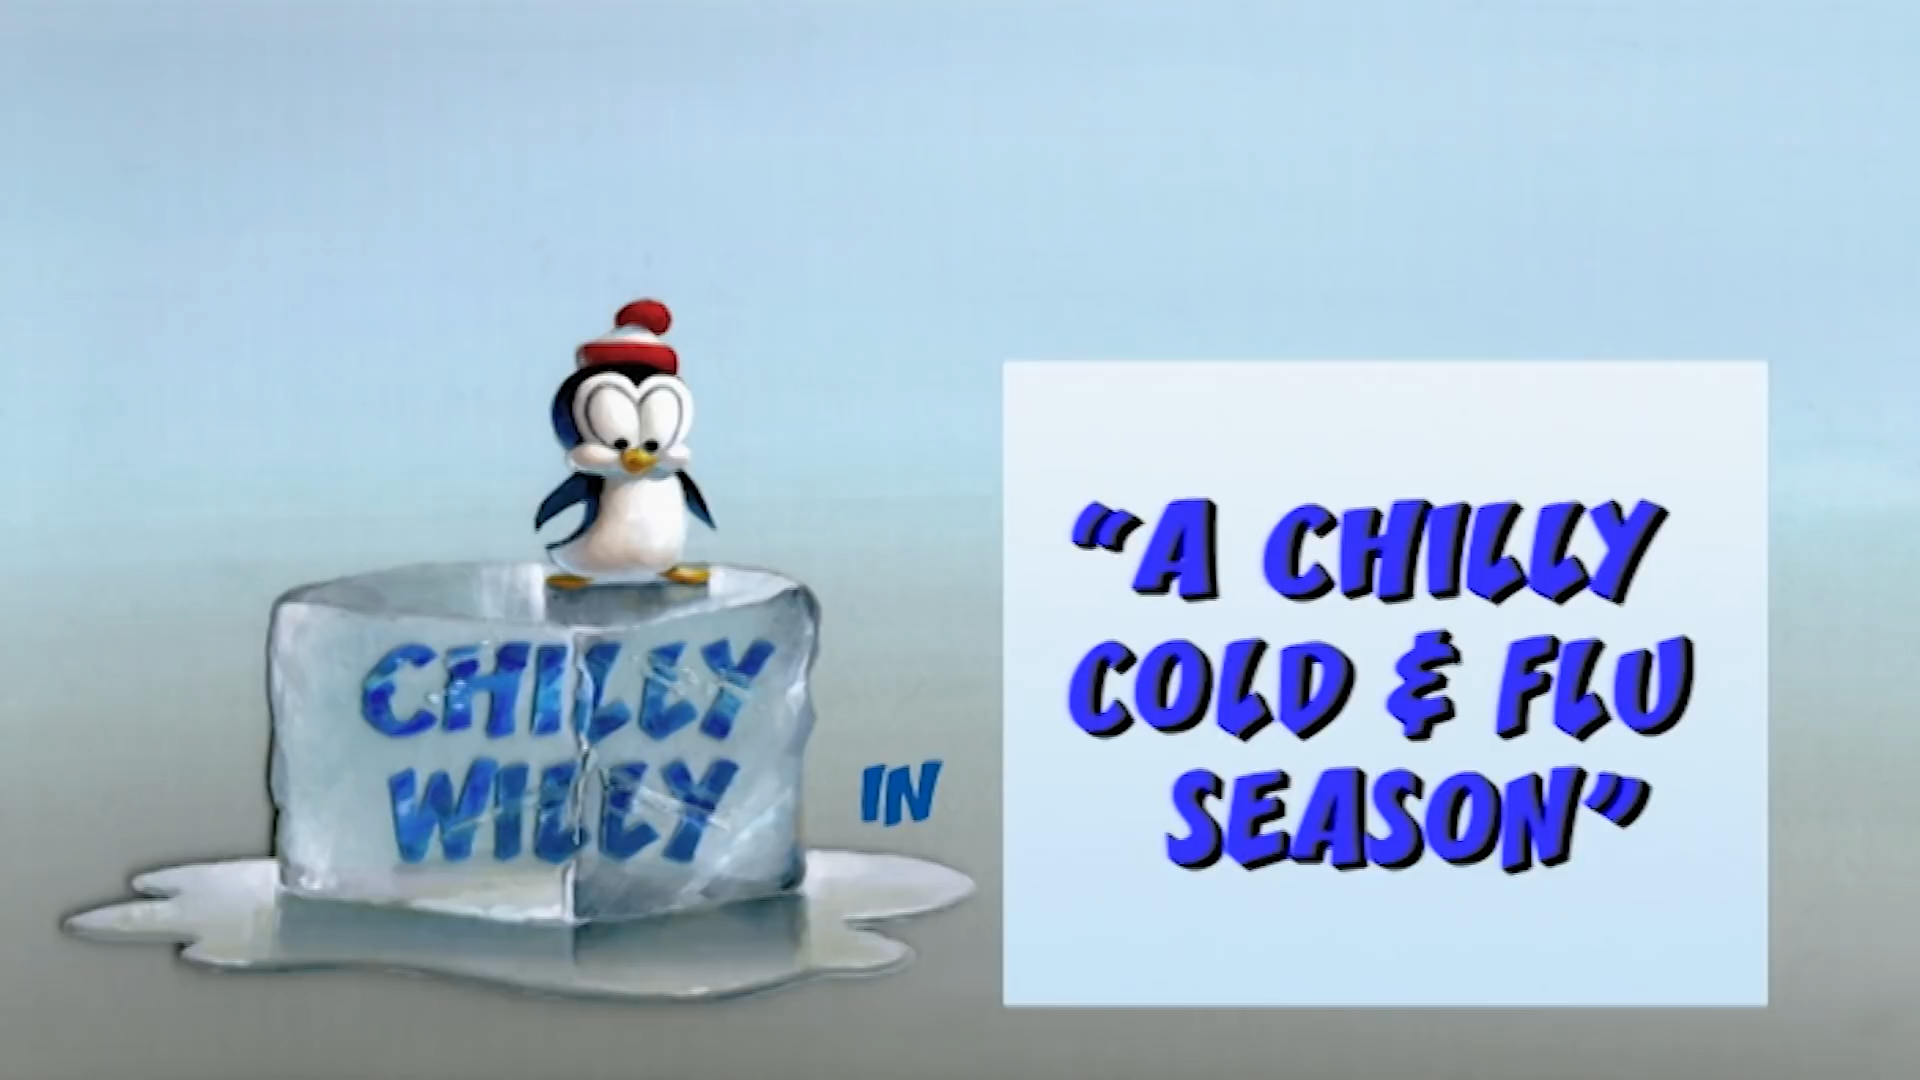 CHILLY
WILLY
IN
“A CHILLY
COLD & FLU
SEASON”